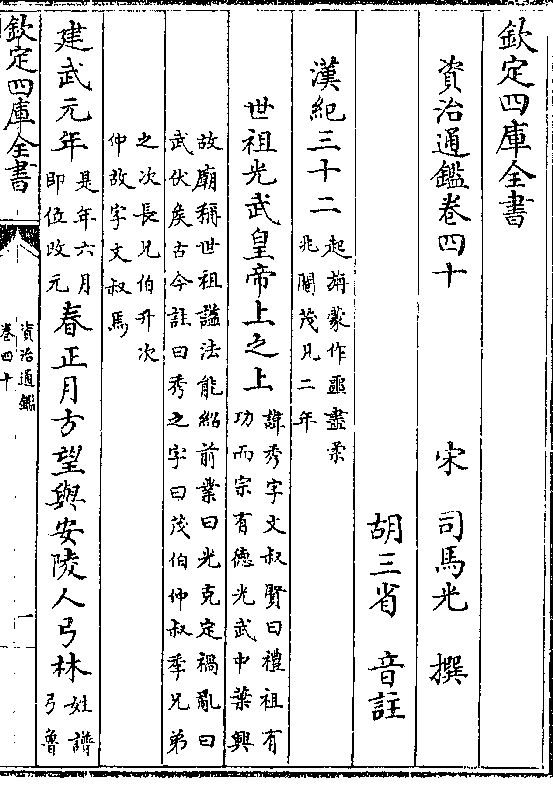 欽定四庫全書
資治通鑑卷四十
宋 司馬光 撰
胡三省 音註
漢紀三十二 起旃蒙作噩盡柔
兆閹茂凡二年
世祖光武皇帝上之上 諱秀字文叔賢曰禮祖有
功而宗有德光武中葉興
故廟稱世祖諡法能紹前業曰光克定禍亂曰
武伏矦古今註曰秀之字曰茂伯仲叔季兄弟
之次長兄伯升次
仲故字文叔焉
建武元年 是年六月
即位改元
春正月方望與安陵人弓林 姓譜
弓魯
欽定四庫全書
資治通鑑
卷四十
一